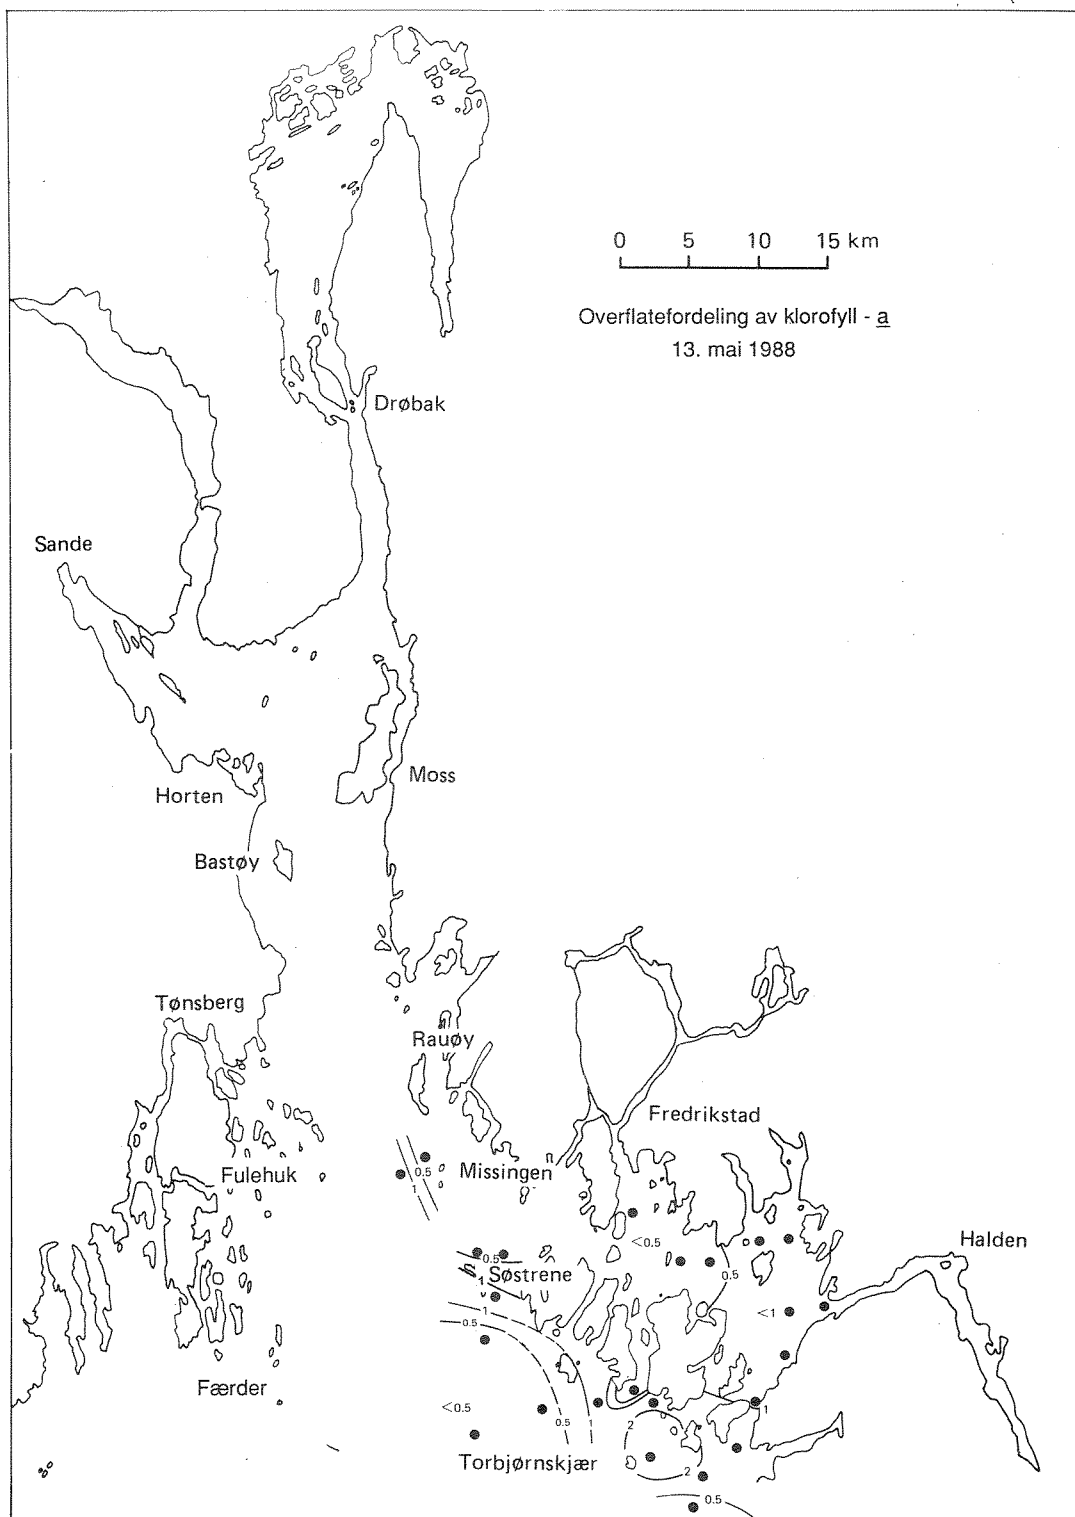 0 5 10 15 km
Overflatefordeling av klorofyll - a
13. mai 1988
Drøbak
Sande
Moss
Horten
Bastøy
Tønsberg
Rauøy
Fredrikstad
0.5
Missingen
Fulehuk
1
<0.5
Halden
0.5
Søstrene
0.5
1
1
<1
0.5
Færder
<0.5
1
0.5
1
2
Torbjørnskjær
2
0.5